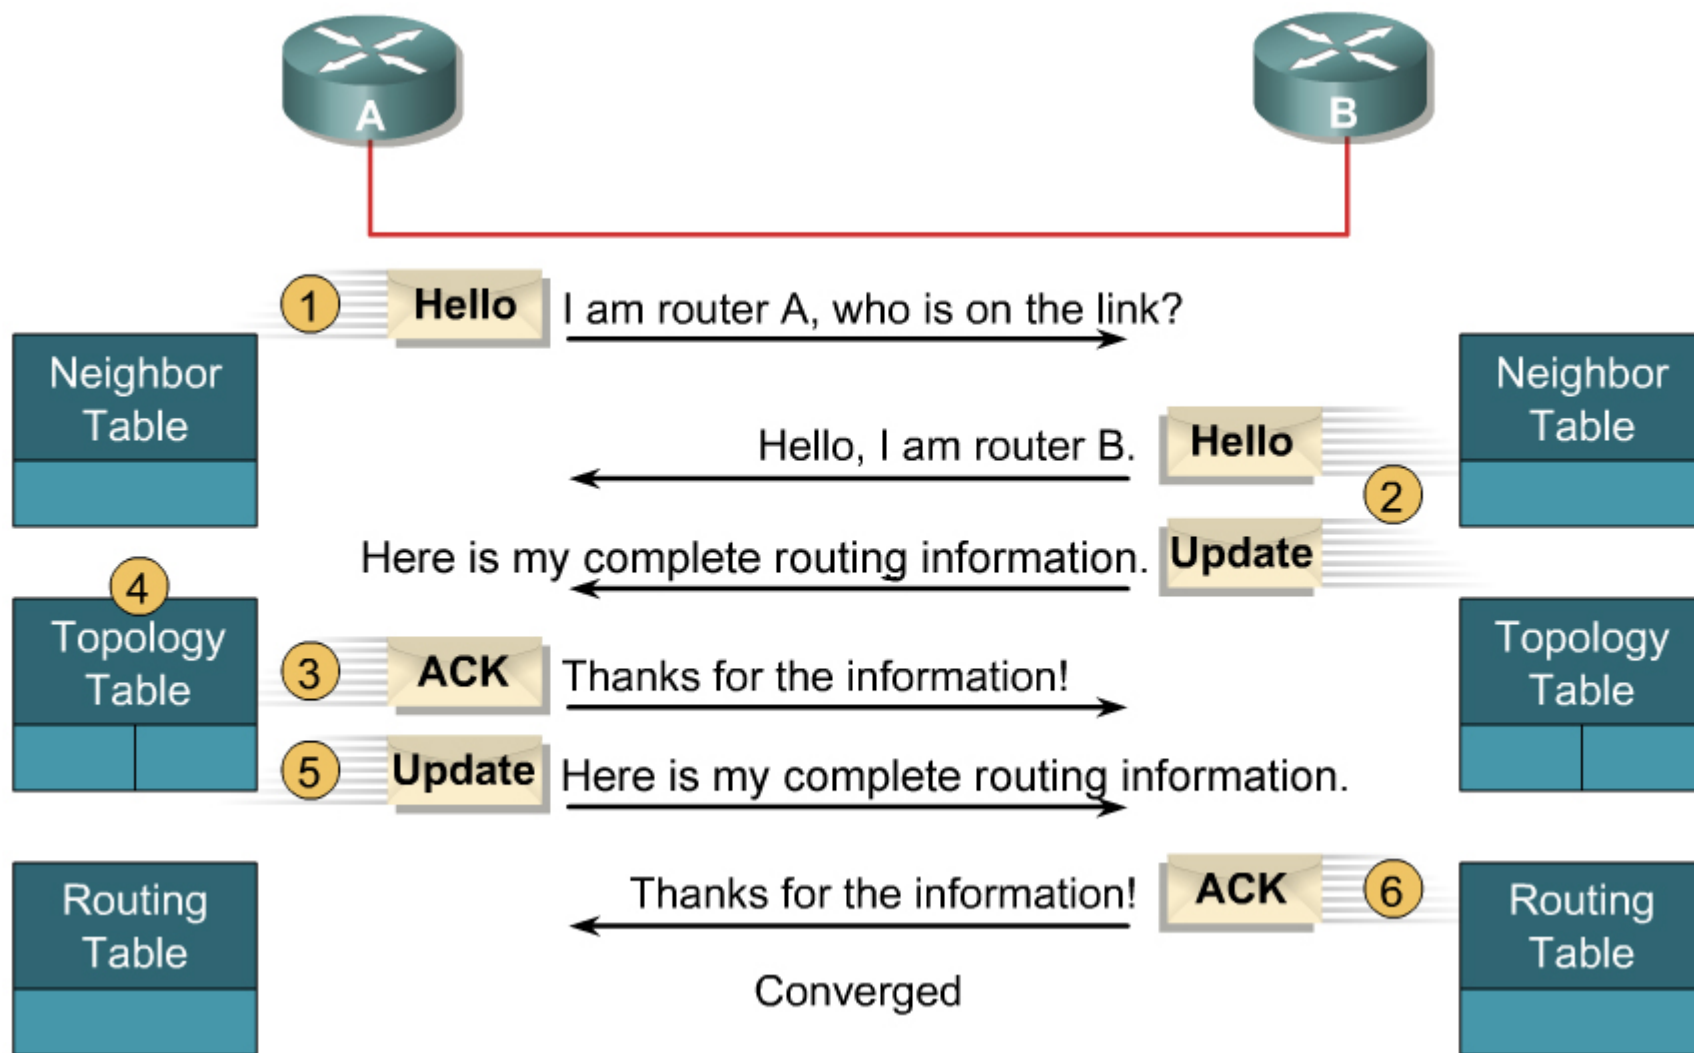 A
B
1
Hello
I am router A, who is on the link?
Neighbor
Table
Neighbor
Table
Hello, I am router B.
Hello
2
Here is my complete routing information.
Update
4
Topology
Table
Topology
Table
3
ACK
Thanks for the information!
5
Update
Here is my complete routing information.
Routing
Table
Thanks for the information!
ACK
6
Routing
Table
Converged